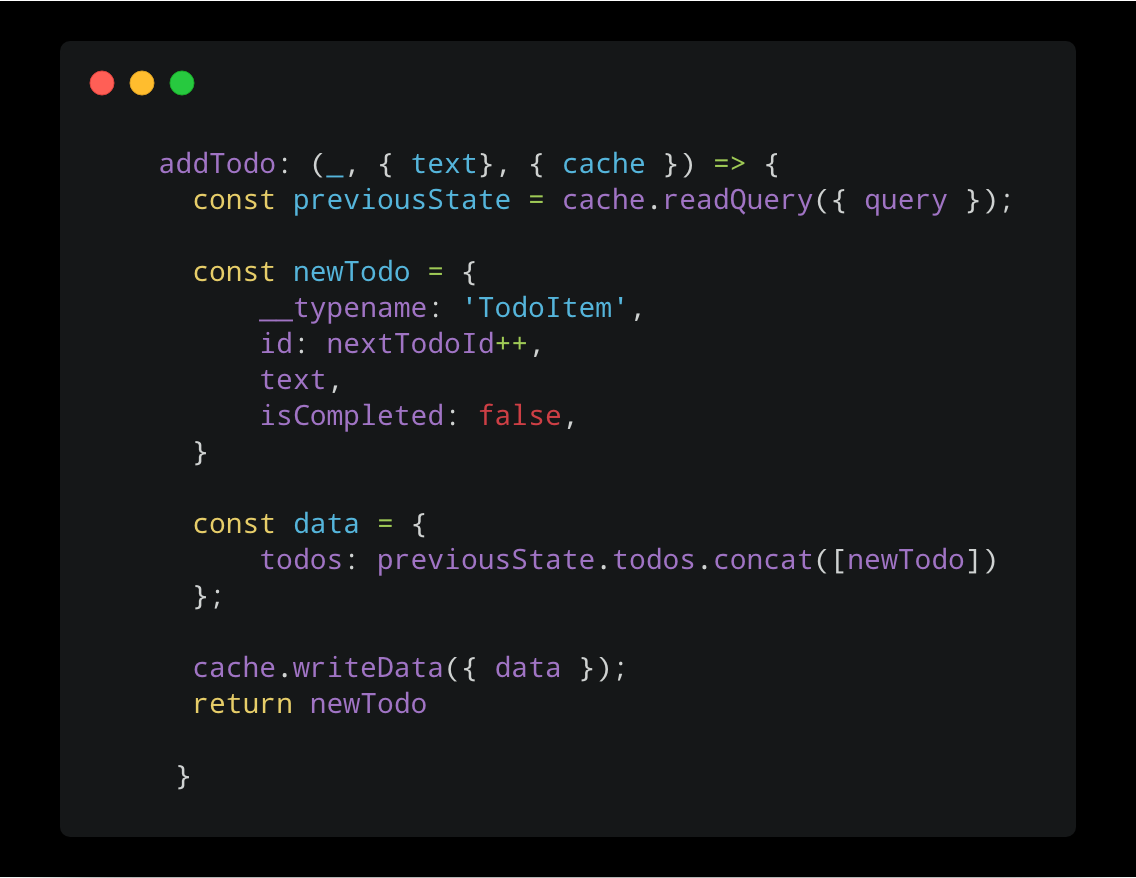 addTodo: (_, { text}, { cache }) => {
  const previousState = cache.readQuery({ query });

  const newTodo = {
      __typename: 'TodoItem',
      id: nextTodoId++,
      text,
      isCompleted: false,
  }

  const data = {
      todos: previousState.todos.concat([newTodo])
  };

  cache.writeData({ data });
  return newTodo

 }